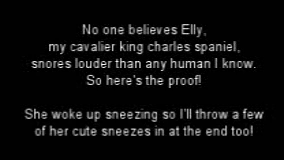 No one believes Elly,
my cavalier king charles spaniel,
snores louder than any human I know.
So here's the proof!
She woke up sneezing so I'll throw a few
of her cute sneezes in at the end too!